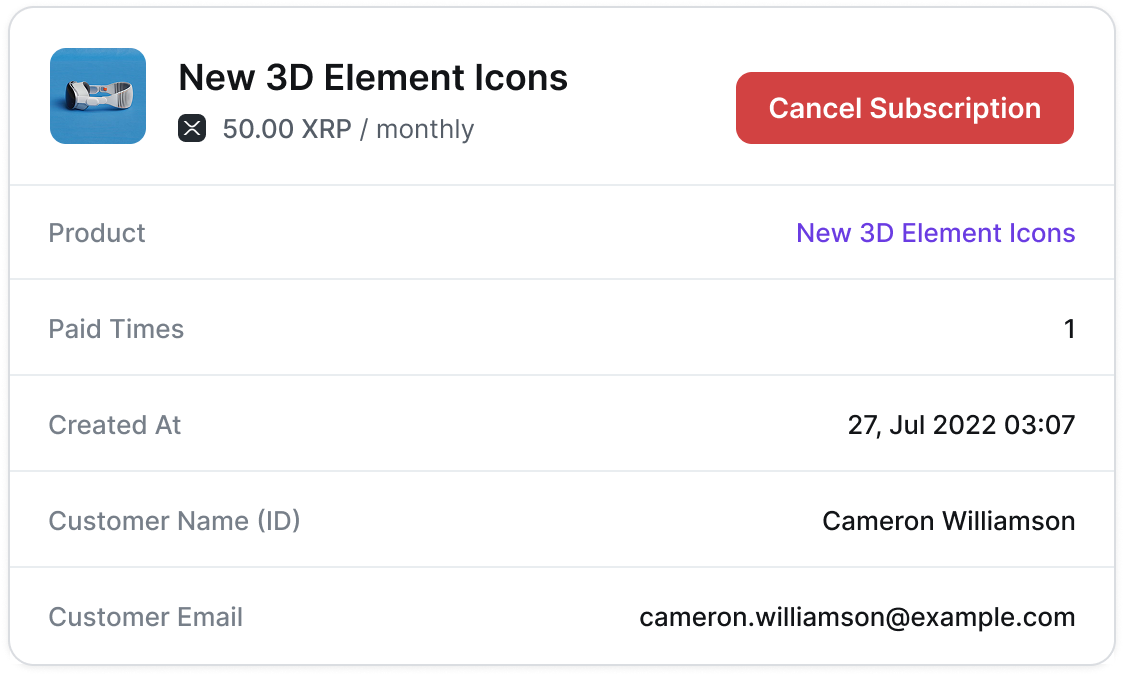 New 3D Element Icons
50.00 XRP / monthly
Cancel Subscription
Product
New 3D Element Icons
Paid Times
1
Created At
27, Jul 2022 03:07
Customer Name (ID)
Cameron Williamson
Customer Email
cameron.williamson@example.com